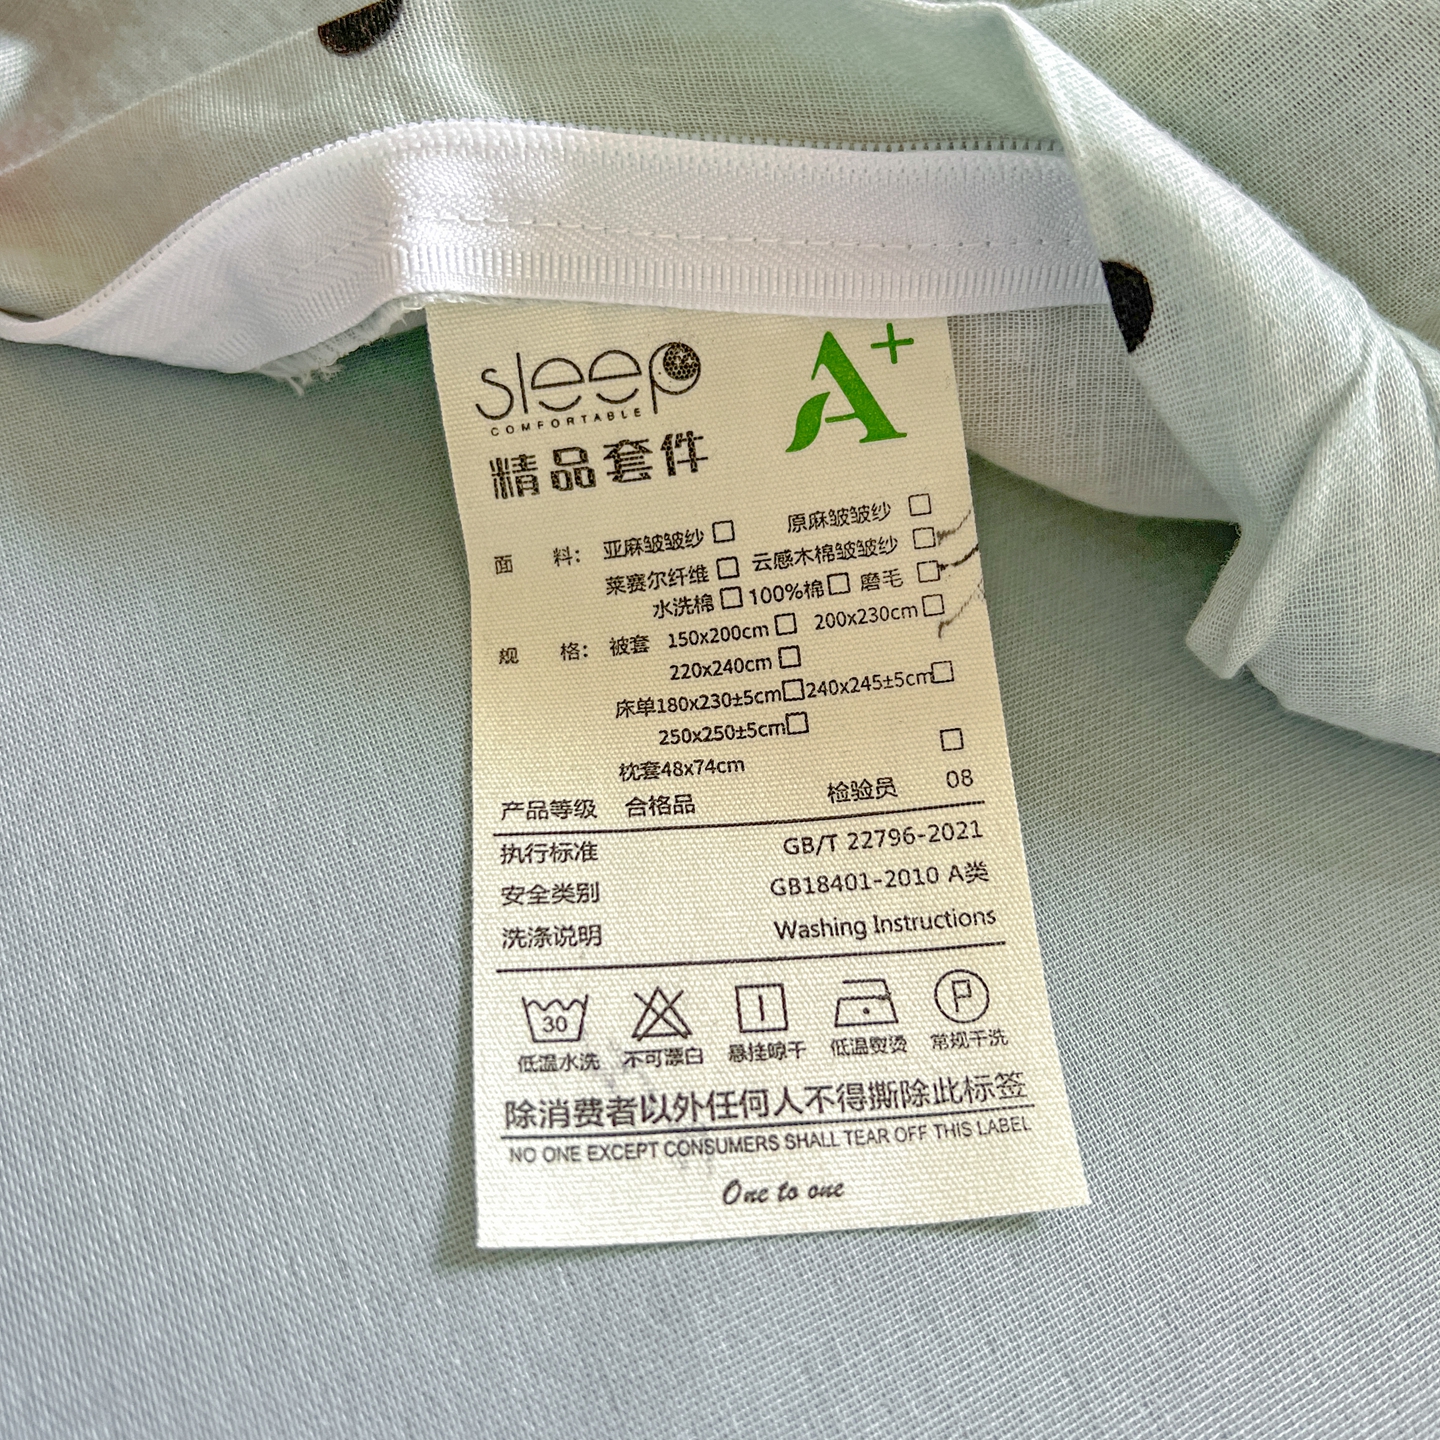 sleep
COMFORTABLE
A+
精品套件
面 料: 亚麻皱皱纱□ 原麻皱皱纱□
莱赛尔纤维□ 云感木棉皱皱纱□
水洗棉□ 100%棉□ 磨毛□
规 格: 被套 150x200cm□ 200x230cm□
220x240cm□
床单180x230±5cm□240x245±5cm□
250x250±5cm□
枕套48x74cm □
产品等级 合格品 检验员 08
执行标准 GB/T 22796-2021
安全类别 GB18401-2010 A类
洗涤说明 Washing Instructions
30 P
低温水洗 不可漂白 悬挂晾干 低温熨烫 常规干洗
除消费者以外任何人不得撕除此标签
NO ONE EXCEPT CONSUMERS SHALL TEAR OFF THIS LABEL
One to one